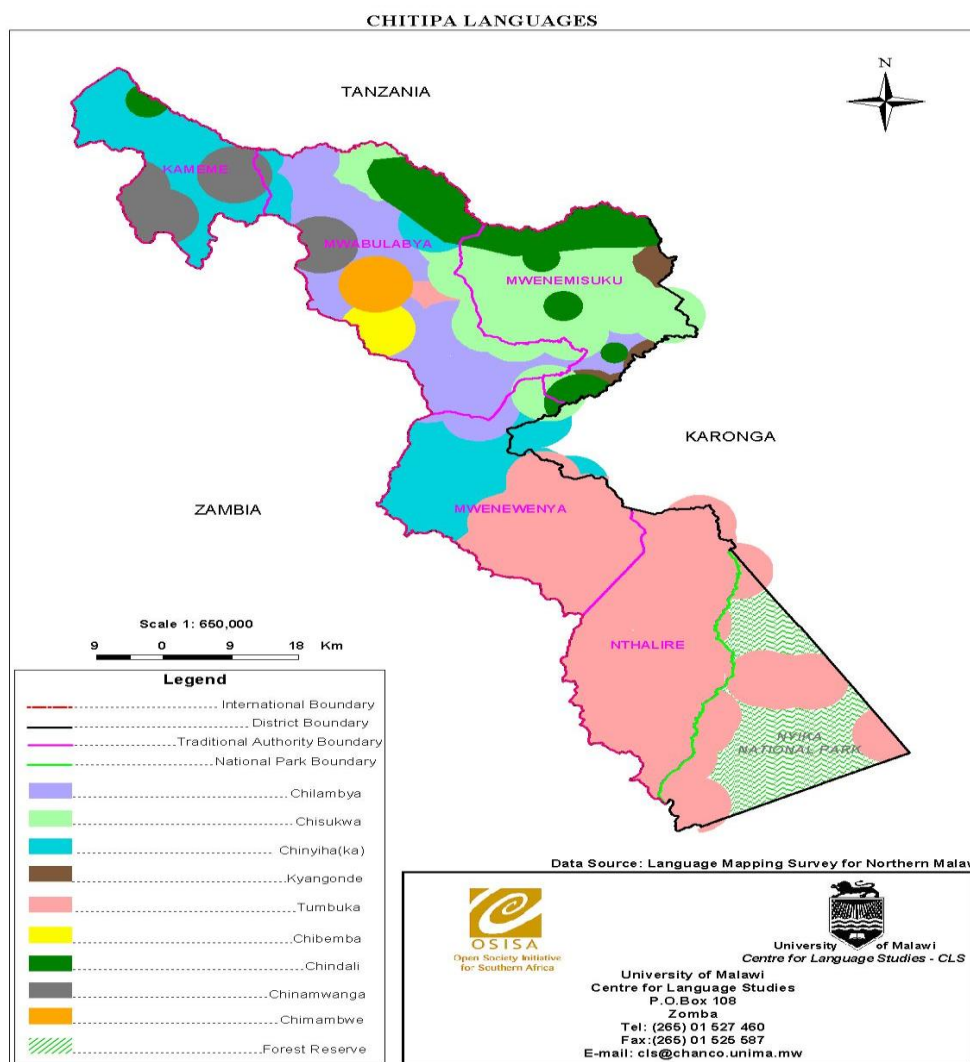 CHITIPA LANGUAGES
N
TANZANIA
KAMEME
MWABULABYA
MWENEMISUKU
KARONGA
ZAMBIA
MWENEWENYA
NTHALIRE
NYIKA
NATIONAL PARK
Scale 1: 650,000
9 0 9 18 Km
Legend
International Boundary
District Boundary
Traditional Authority Boundary
National Park Boundary
Chilambya
Chisukwa
Chinyiha(ka)
Kyangonde
Tumbuka
Chibemba
Chindali
Chinamwanga
Chimambwe
Forest Reserve
Data Source: Language Mapping Survey for Northern Malaw
OSISA
Open Society Initiative
for Southern Africa
University of Malawi
Centre for Language Studies - CLS
University of Malawi
Centre for Language Studies
P.O.Box 108
Zomba
Tel: (265) 01 527 460
Fax:(265) 01 525 587
E-mail: cls@chanco.unima.mw